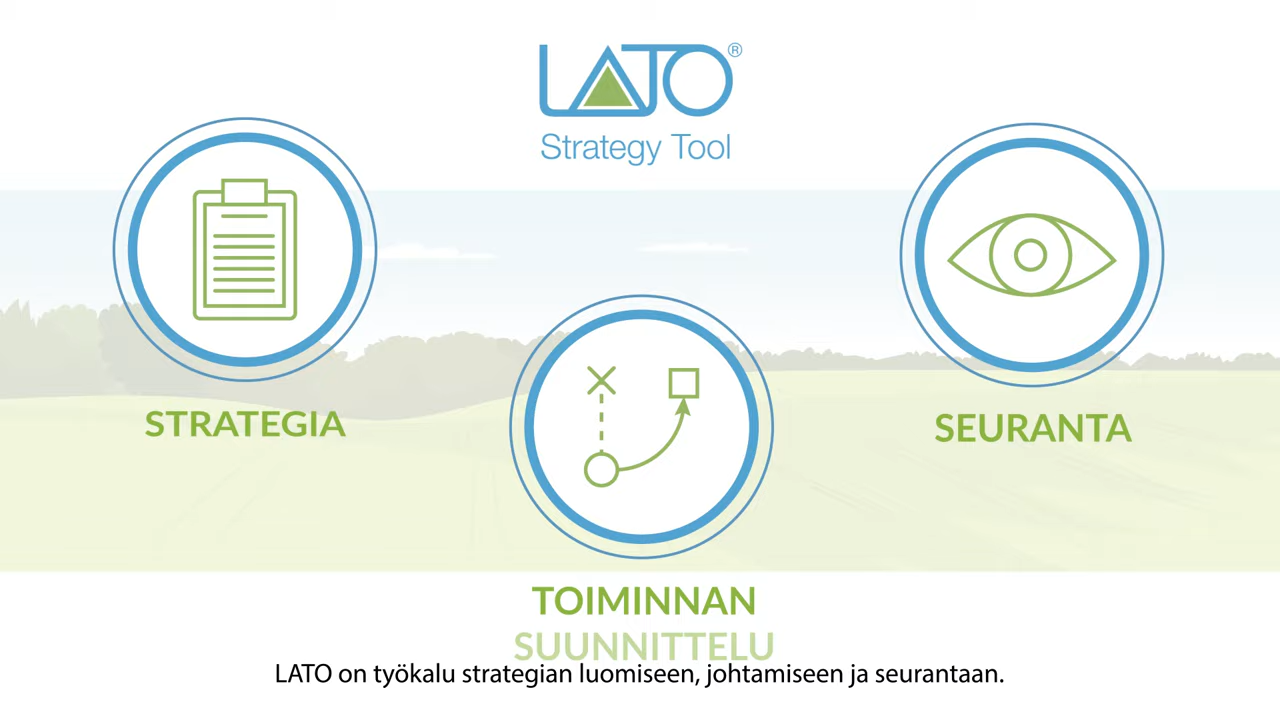 LATO®
Strategy Tool
STRATEGIA
SEURANTA
TOIMINNAN
SUUNNITTELU
LATO on työkalu strategian luomiseen, johtamiseen ja seurantaan.